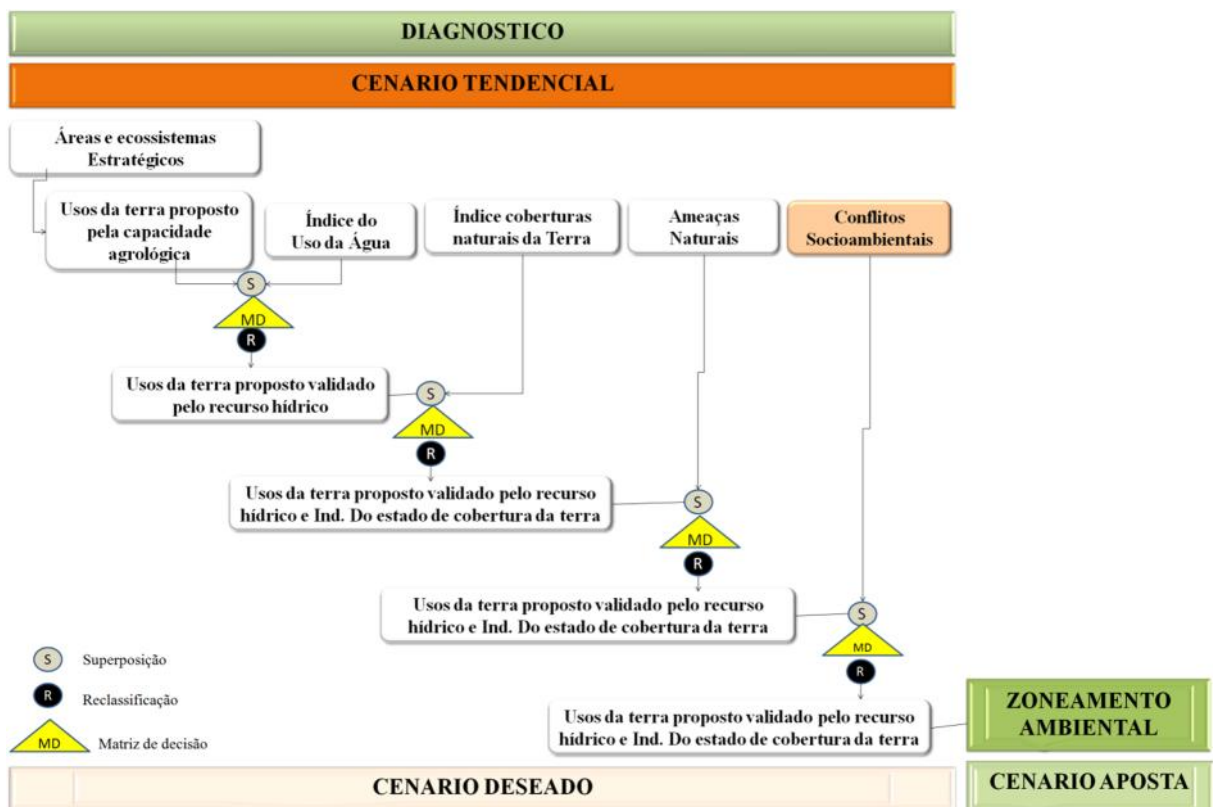 DIAGNOSTICO
CENARIO TENDENCIAL
Áreas e ecossistemas
Estratégicos
Usos da terra proposto
pela capacidade
agrológica
Índice do
Uso da Água
Índice coberturas
naturais da Terra
Ameaças
Naturais
Conflitos
Socioambientais
S
MD
R
Usos da terra proposto validado
pelo recurso hídrico
S
MD
R
Usos da terra proposto validado pelo recurso
hídrico e Ind. Do estado de cobertura da terra
S
MD
R
Usos da terra proposto validado pelo recurso
hídrico e Ind. Do estado de cobertura da terra
S
MD
R
Usos da terra proposto validado pelo recurso
hídrico e Ind. Do estado de cobertura da terra
S Superposição
R Reclassificação
MD Matriz de decisão
ZONEAMENTO
AMBIENTAL
CENARIO DESEADO
CENARIO APOSTA